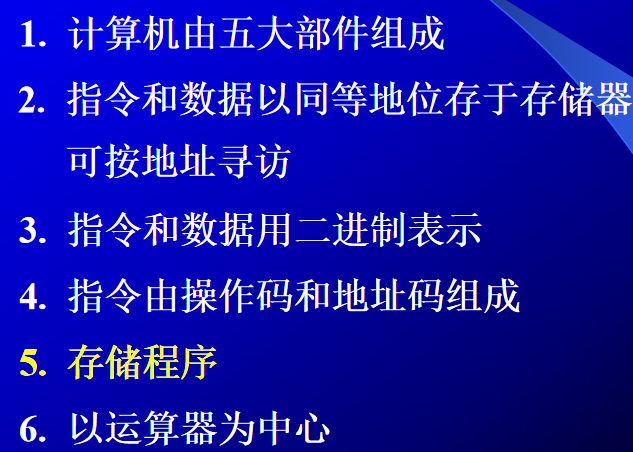 1. 计算机由五大部件组成
2. 指令和数据以同等地位存于存储器
可按地址寻访
3. 指令和数据用二进制表示
4. 指令由操作码和地址码组成
5. 存储程序
6. 以运算器为中心